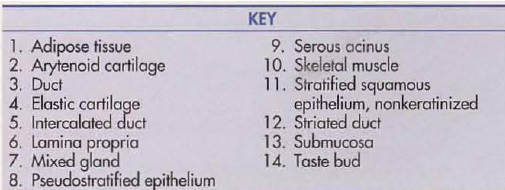 KEY
1. Adipose tissue
2. Arytenoid cartilage
3. Duct
4. Elastic cartilage
5. Intercalated duct
6. Lamina propria
7. Mixed gland
8. Pseudostratified epithelium
9. Serous acinus
10. Skeletal muscle
11. Stratified squamous
epithelium, nonkeratinized
12. Striated duct
13. Submucosa
14. Taste bud